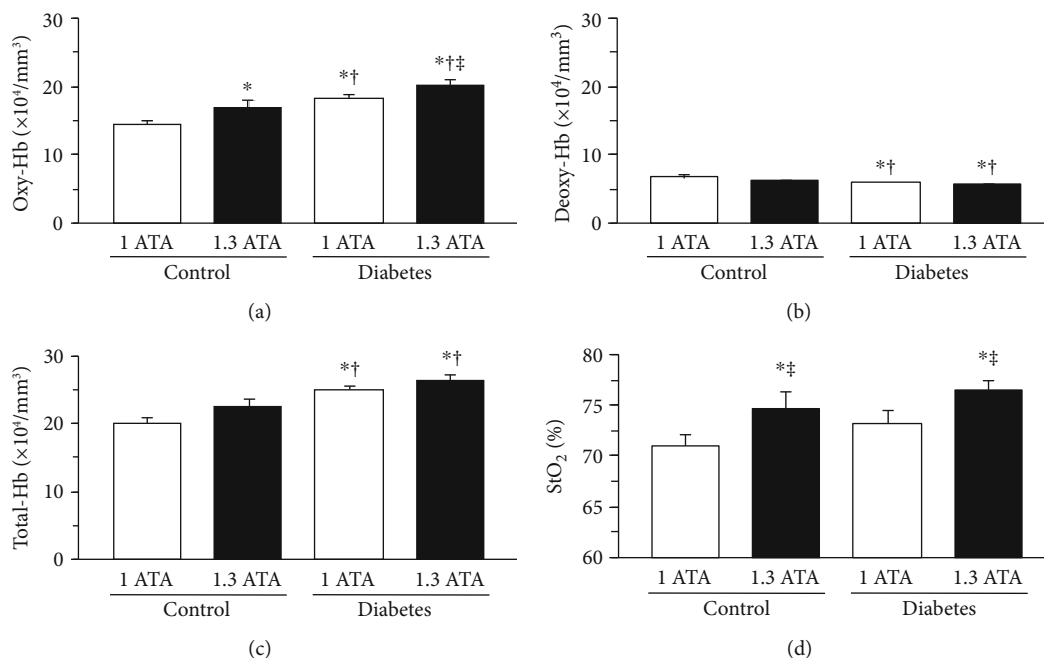 Oxy-Hb (×10⁴/mm³)
30
20
10
0
*
*†
*†‡
1 ATA 1.3 ATA 1 ATA 1.3 ATA
Control Diabetes
(a)
Deoxy-Hb (×10⁴/mm³)
30
20
10
0
*† *†
1 ATA 1.3 ATA 1 ATA 1.3 ATA
Control Diabetes
(b)
Total-Hb (×10⁴/mm³)
30
20
10
0
*† *†
1 ATA 1.3 ATA 1 ATA 1.3 ATA
Control Diabetes
(c)
StO₂ (%)
80
75
70
65
60
*‡ *‡
1 ATA 1.3 ATA 1 ATA 1.3 ATA
Control Diabetes
(d)